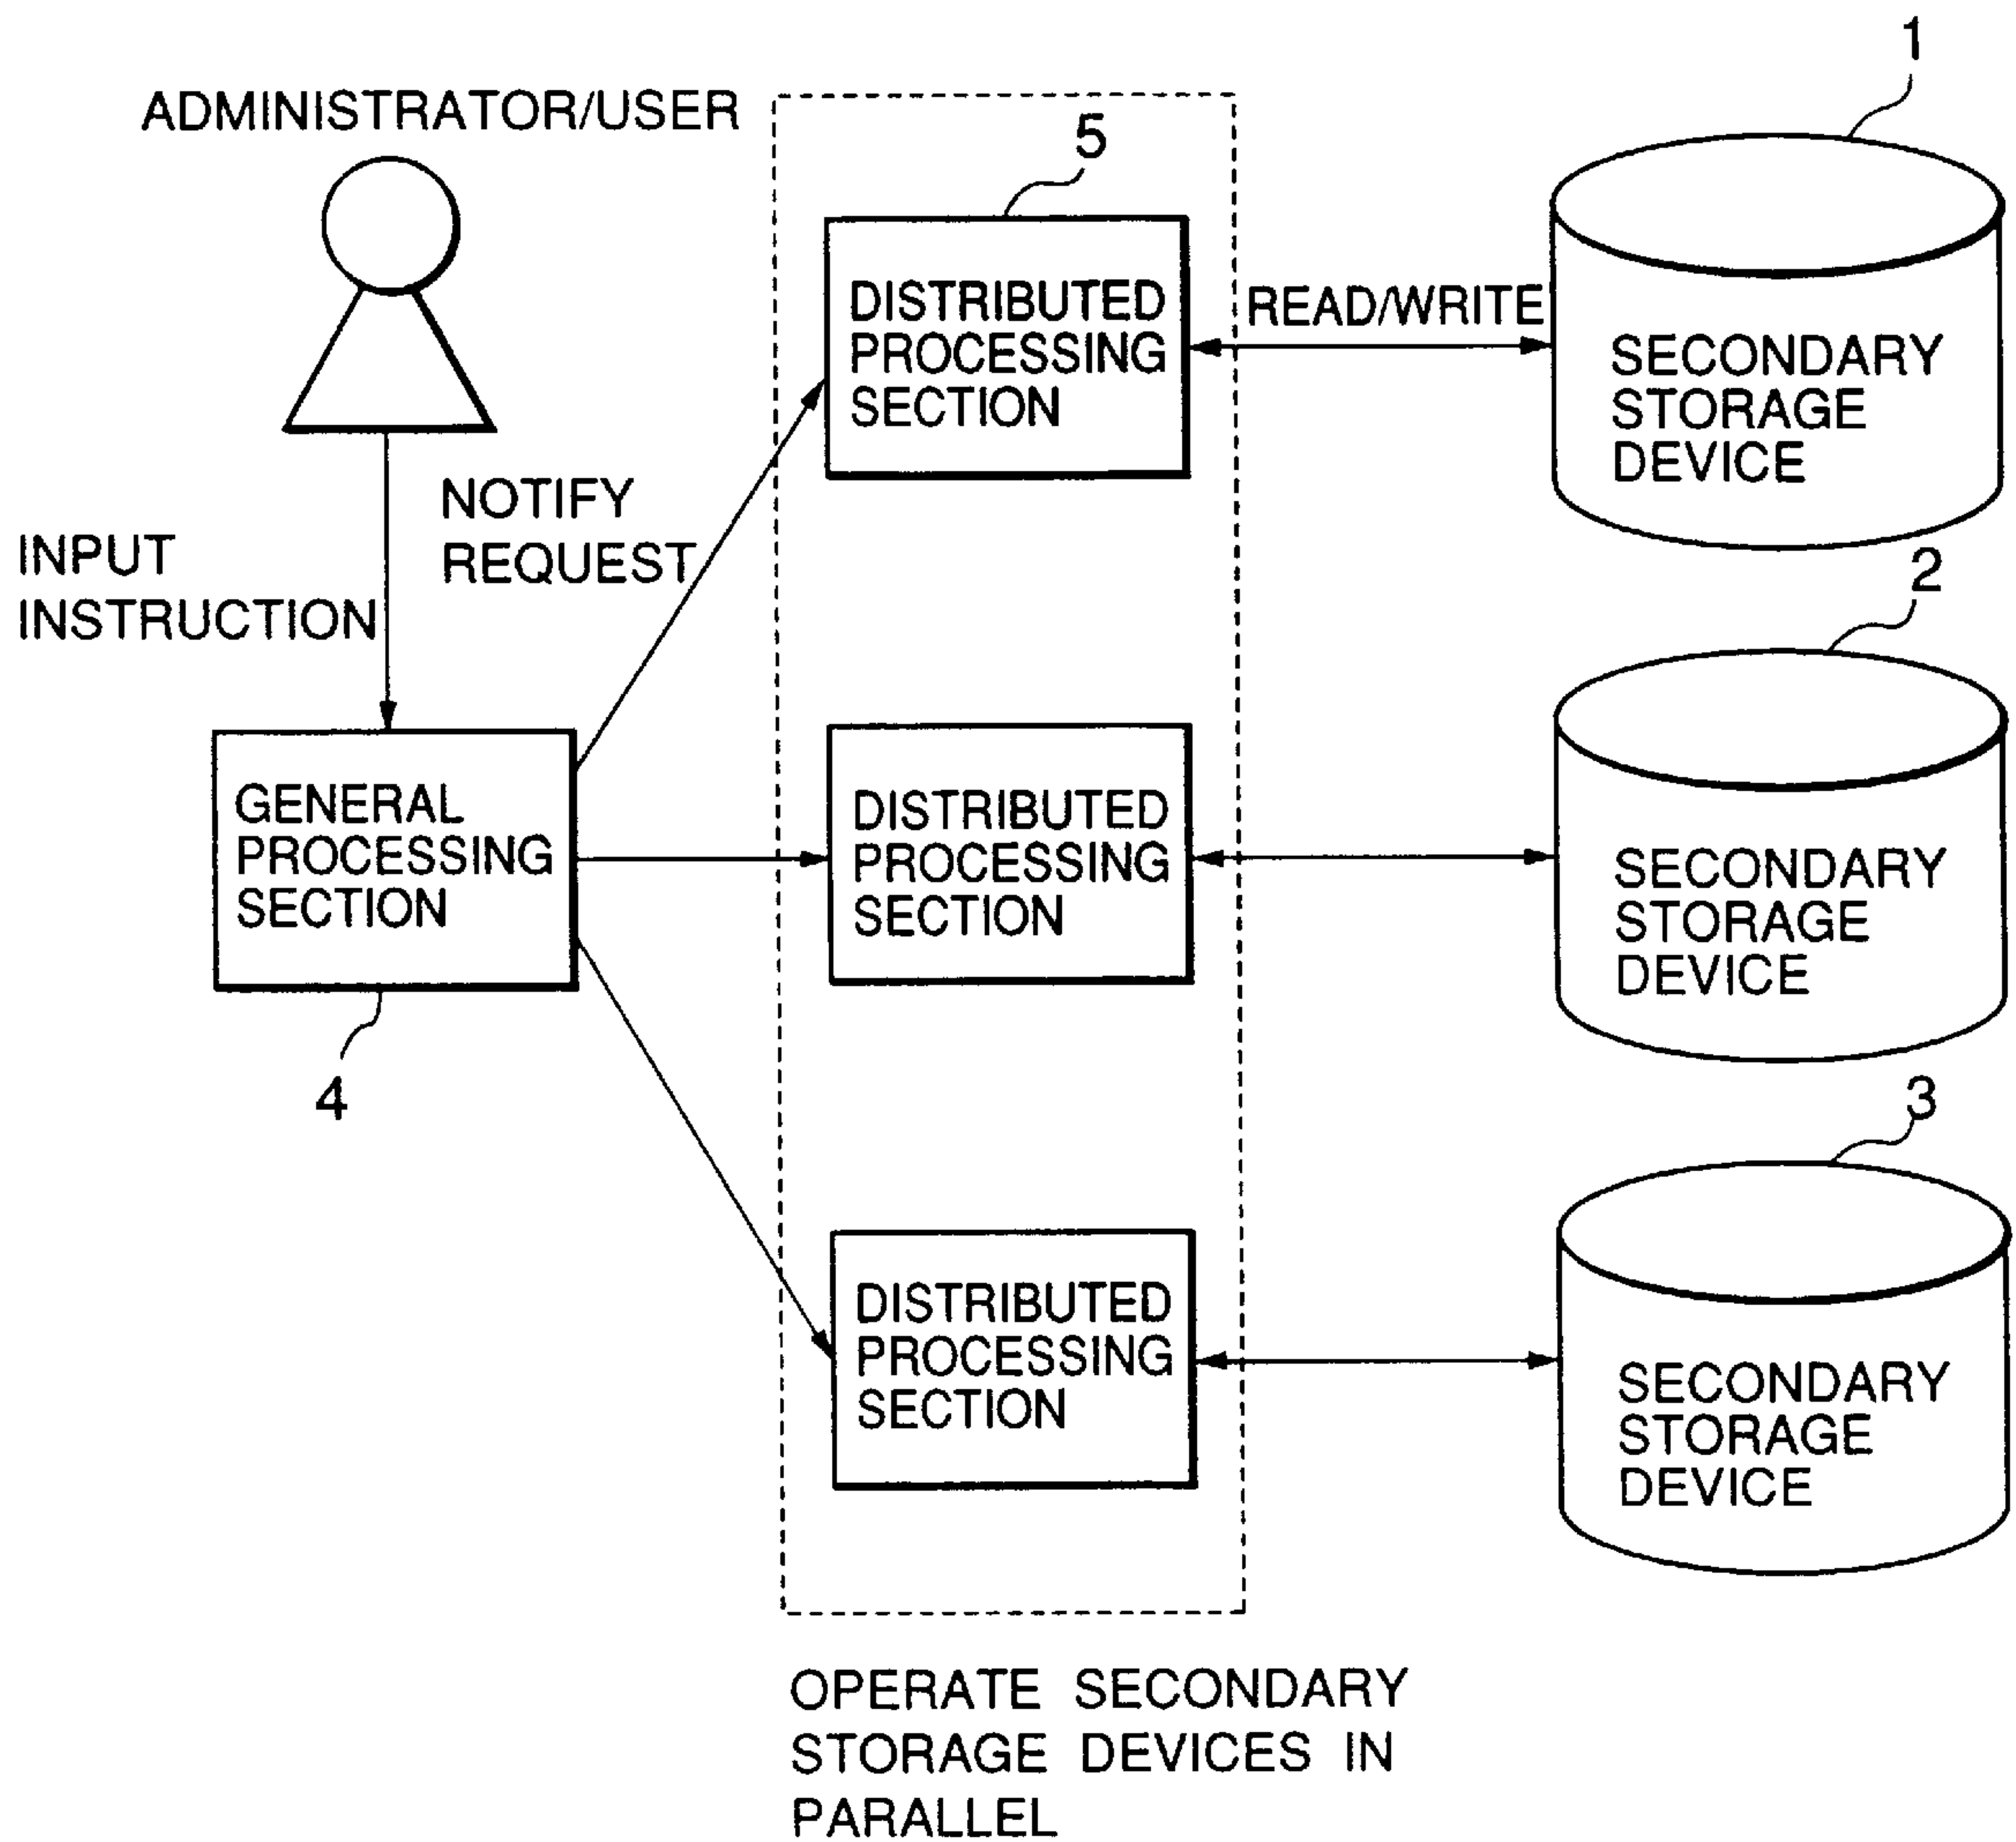 1
ADMINISTRATOR/USER
5
DISTRIBUTED
PROCESSING
SECTION
READ/WRITE
SECONDARY
STORAGE
DEVICE
NOTIFY
REQUEST
INPUT
INSTRUCTION
2
GENERAL
PROCESSING
SECTION
DISTRIBUTED
PROCESSING
SECTION
SECONDARY
STORAGE
DEVICE
4
3
DISTRIBUTED
PROCESSING
SECTION
SECONDARY
STORAGE
DEVICE
OPERATE SECONDARY
STORAGE DEVICES IN
PARALLEL